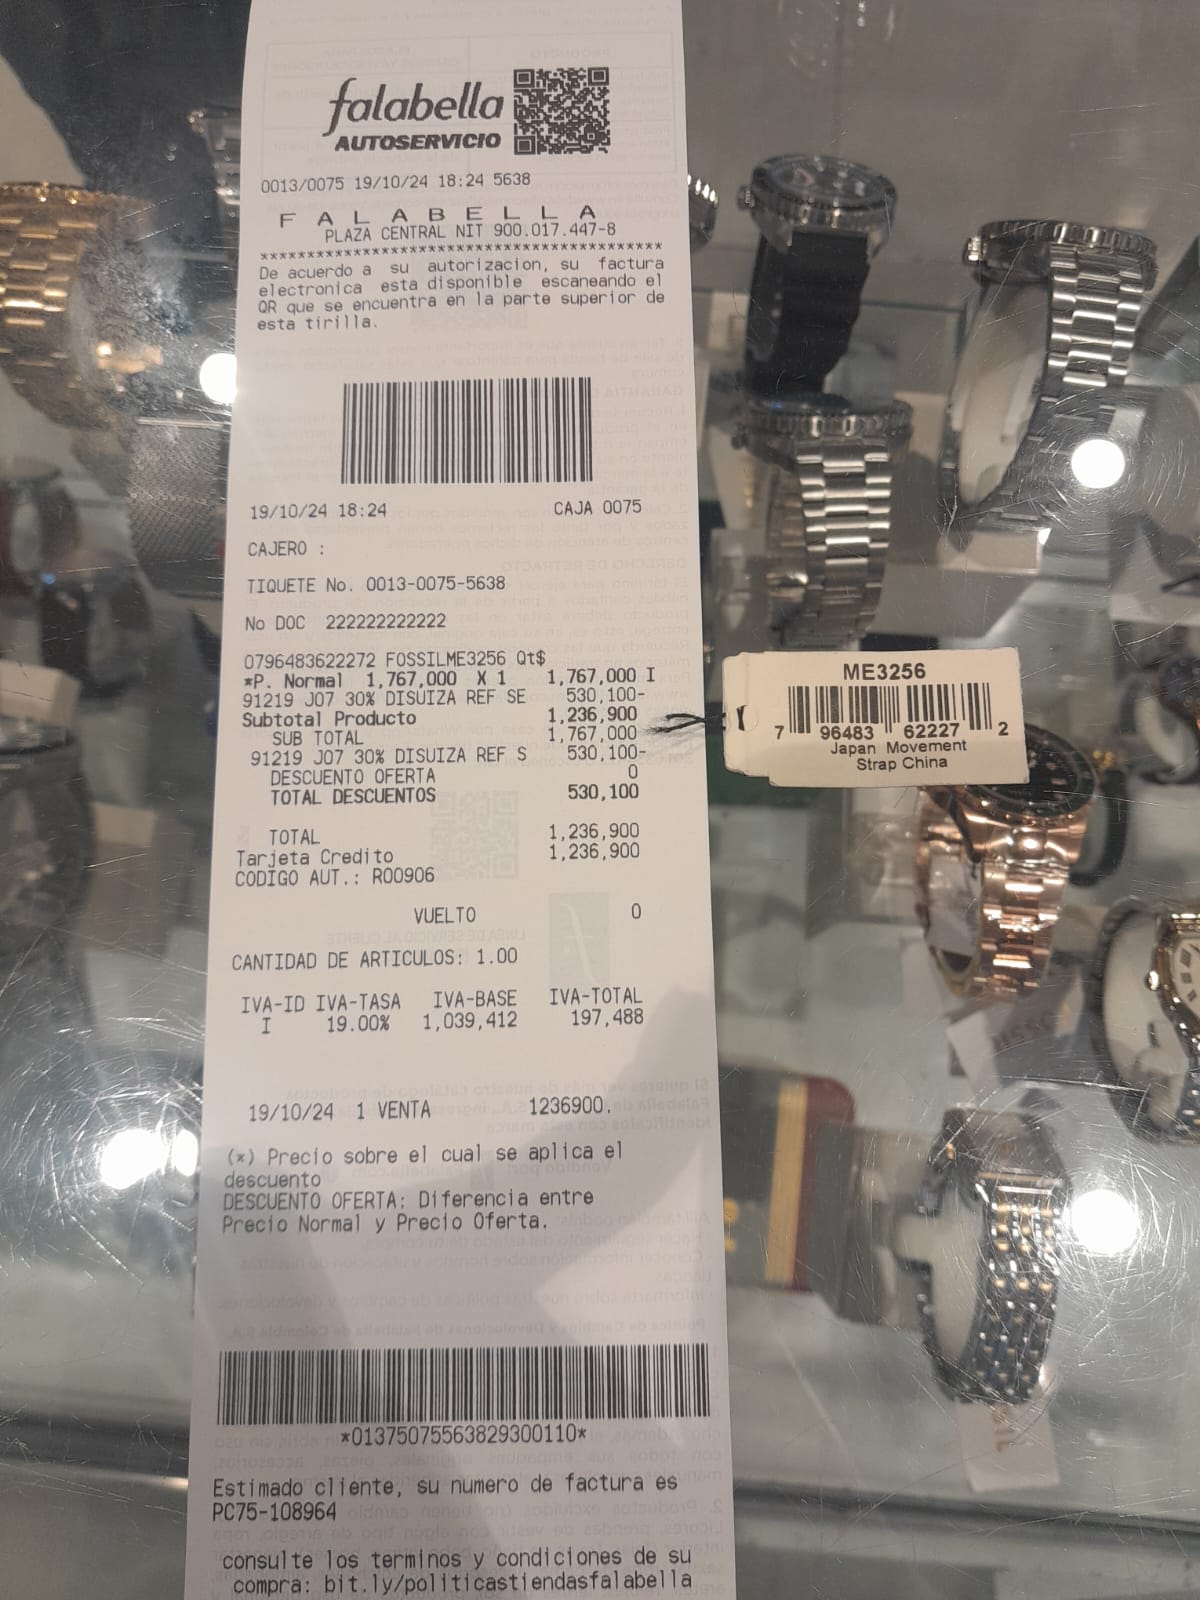 falabella
AUTOSERVICIO
0013/0075 19/10/24 18:24 5638
F A L A B E L L A
PLAZA CENTRAL NIT 900.017.447-8
******************************************
De acuerdo a su autorizacion, su factura
electronica esta disponible escaneando el
QR que se encuentra en la parte superior de
esta tirilla.
19/10/24 18:24 CAJA 0075
CAJERO :
TIQUETE No. 0013-0075-5638
No DOC 222222222222
0796483622272 FOSSILME3256 Qt$
*P. Normal 1,767,000 X 1 1,767,000 I
91219 J07 30% DISUIZA REF SE 530,100-
Subtotal Producto 1,236,900
SUB TOTAL 1,767,000
91219 J07 30% DISUIZA REF S 530,100-
DESCUENTO OFERTA 0
TOTAL DESCUENTOS 530,100
TOTAL 1,236,900
Tarjeta Credito 1,236,900
CODIGO AUT.: R00906
VUELTO 0
CANTIDAD DE ARTICULOS: 1.00
IVA-ID IVA-TASA IVA-BASE IVA-TOTAL
I 19.00% 1,039,412 197,488
19/10/24 1 VENTA 1236900.
(*) Precio sobre el cual se aplica el
descuento
DESCUENTO OFERTA: Diferencia entre
Precio Normal y Precio Oferta.
*01375075563829300110*
Estimado cliente, su numero de factura es
PC75-108964
consulte los terminos y condiciones de su
compra: bit.ly/politicastiendasfalabella
ME3256
7 96483 62227 2
Japan Movement
Strap China